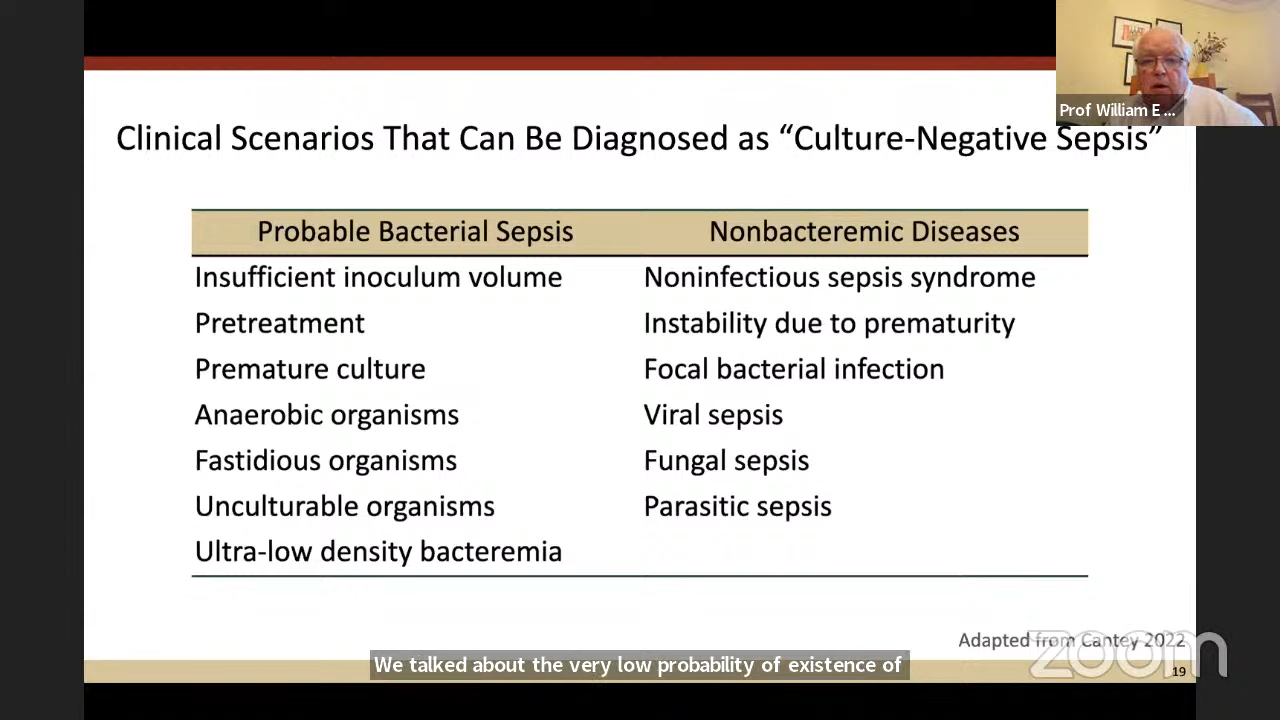 Prof William E ...
Clinical Scenarios That Can Be Diagnosed as “Culture-Negative Sepsis”
Probable Bacterial Sepsis Nonbacteremic Diseases
Insufficient inoculum volume Noninfectious sepsis syndrome
Pretreatment Instability due to prematurity
Premature culture Focal bacterial infection
Anaerobic organisms Viral sepsis
Fastidious organisms Fungal sepsis
Unculturable organisms Parasitic sepsis
Ultra-low density bacteremia
Adapted from Cantey 2022
zoom
We talked about the very low probability of existence of
19